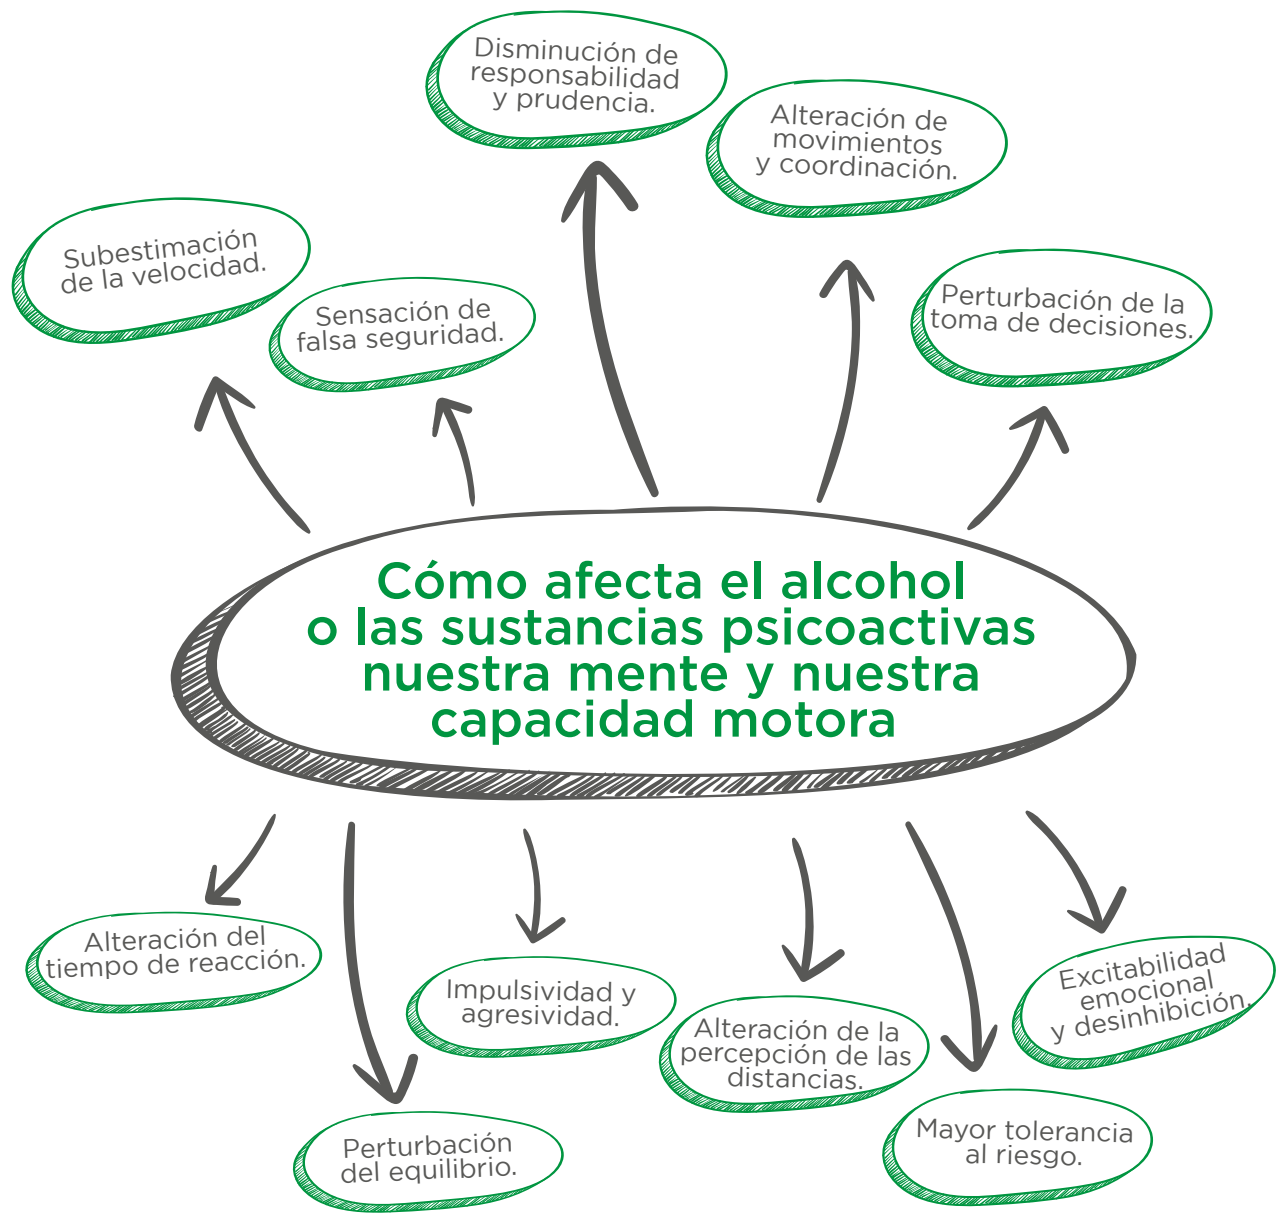 Disminución de
responsabilidad
y prudencia.
Alteración de
movimientos
y coordinación.
Subestimación
de la velocidad.
Sensación de
falsa seguridad.
Perturbación de la
toma de decisiones.
Cómo afecta el alcohol
o las sustancias psicoactivas
nuestra mente y nuestra
capacidad motora
Alteración del
tiempo de reacción.
Impulsividad y
agresividad.
Alteración de la
percepción de las
distancias.
Excitabilidad
emocional
y desinhibición.
Perturbación
del equilibrio.
Mayor tolerancia
al riesgo.